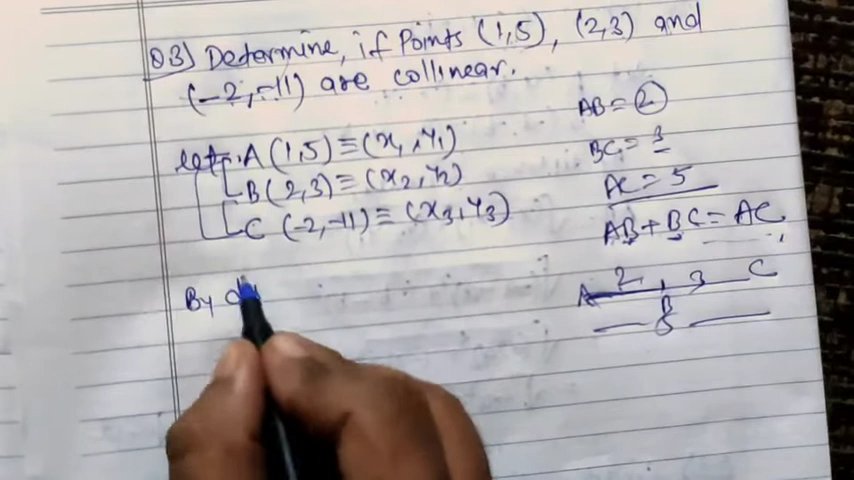 Q3) Determine, if Points (1,5), (2,3) and
(-2,-11) are collinear.
let, A (1,5) ≡ (x₁, y₁)
B (2,3) ≡ (x₂, y₂)
C (-2,-11) ≡ (x₃, y₃)
By
AB = 2
BC = 3
AC = 5
AB + BC = AC
A 2, 3 C
B